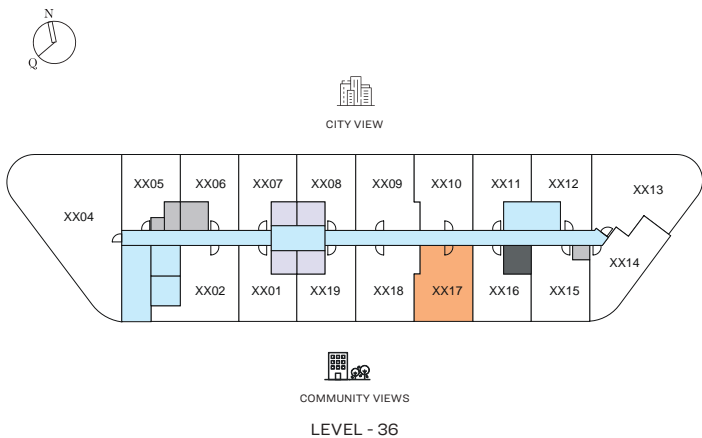 N
Q
CITY VIEW
XX05 XX06 XX07 XX08 XX09 XX10 XX11 XX12 XX13
XX04
XX14
XX02 XX01 XX19 XX18 XX17 XX16 XX15
COMMUNITY VIEWS
LEVEL - 36